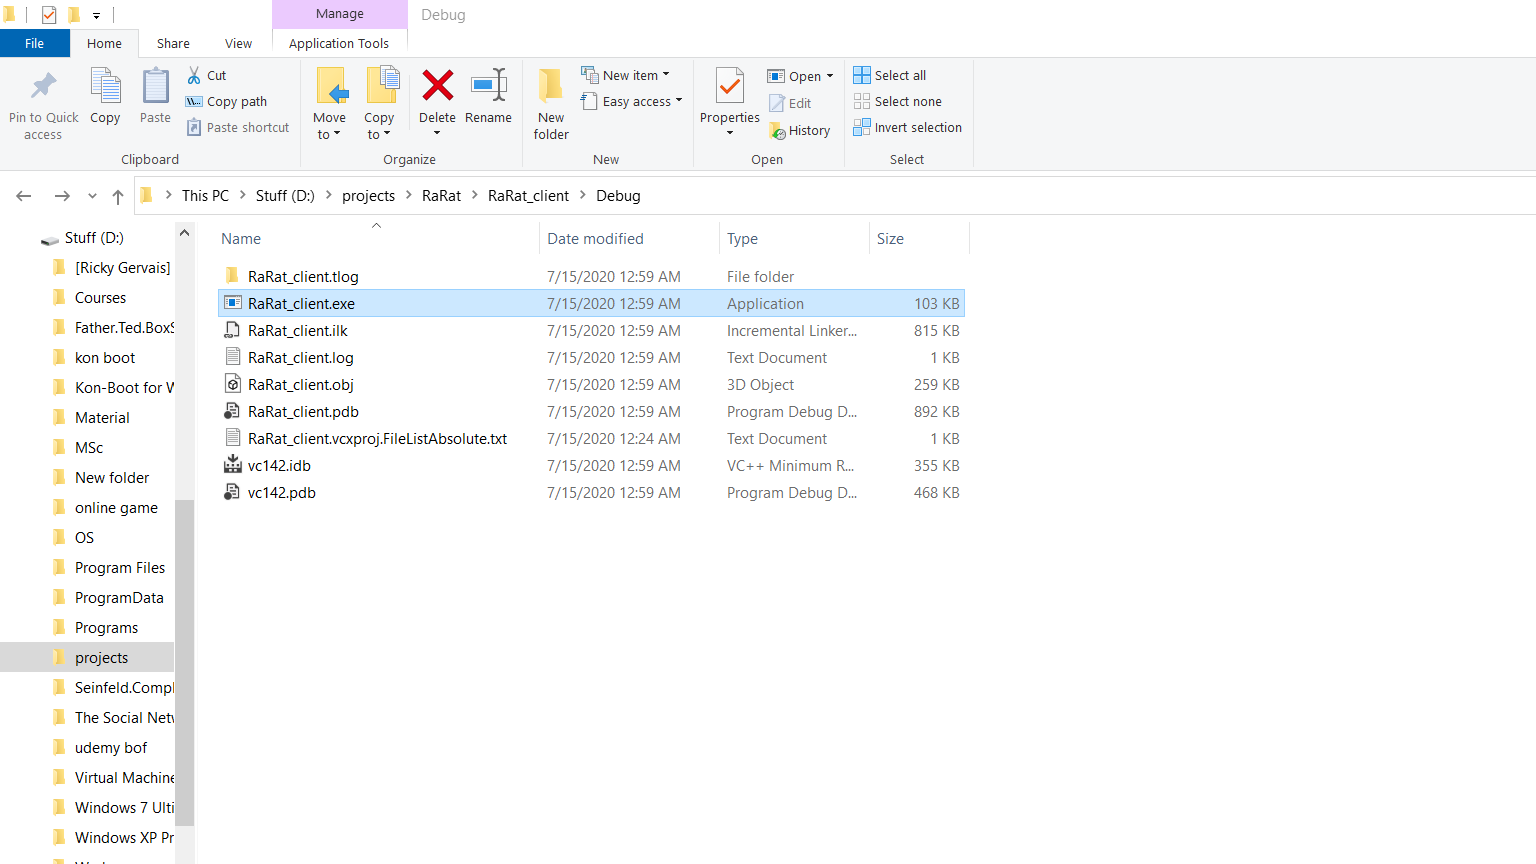 Manage
Debug
File
Home
Share
View
Application Tools
Pin to Quick access
Copy
Paste
Cut
Copy path
Paste shortcut
Clipboard
Move to
Copy to
Delete
Rename
Organize
New folder
New item
Easy access
New
Properties
Open
Edit
History
Open
Select all
Select none
Invert selection
Select
This PC > Stuff (D:) > projects > RaRat > RaRat_client > Debug
Stuff (D:)
[Ricky Gervais]
Courses
Father.Ted.BoxS
kon boot
Kon-Boot for W
Material
MSc
New folder
online game
OS
Program Files
ProgramData
Programs
projects
Seinfeld.Compl
The Social Netw
udemy bof
Virtual Machine
Windows 7 Ulti
Windows XP Pr
Name Date modified Type Size
RaRat_client.tlog 7/15/2020 12:59 AM File folder
RaRat_client.exe 7/15/2020 12:59 AM Application 103 KB
RaRat_client.ilk 7/15/2020 12:59 AM Incremental Linker... 815 KB
RaRat_client.log 7/15/2020 12:59 AM Text Document 1 KB
RaRat_client.obj 7/15/2020 12:59 AM 3D Object 259 KB
RaRat_client.pdb 7/15/2020 12:59 AM Program Debug D... 892 KB
RaRat_client.vcxproj.FileListAbsolute.txt 7/15/2020 12:24 AM Text Document 1 KB
vc142.idb 7/15/2020 12:59 AM VC++ Minimum R... 355 KB
vc142.pdb 7/15/2020 12:59 AM Program Debug D... 468 KB